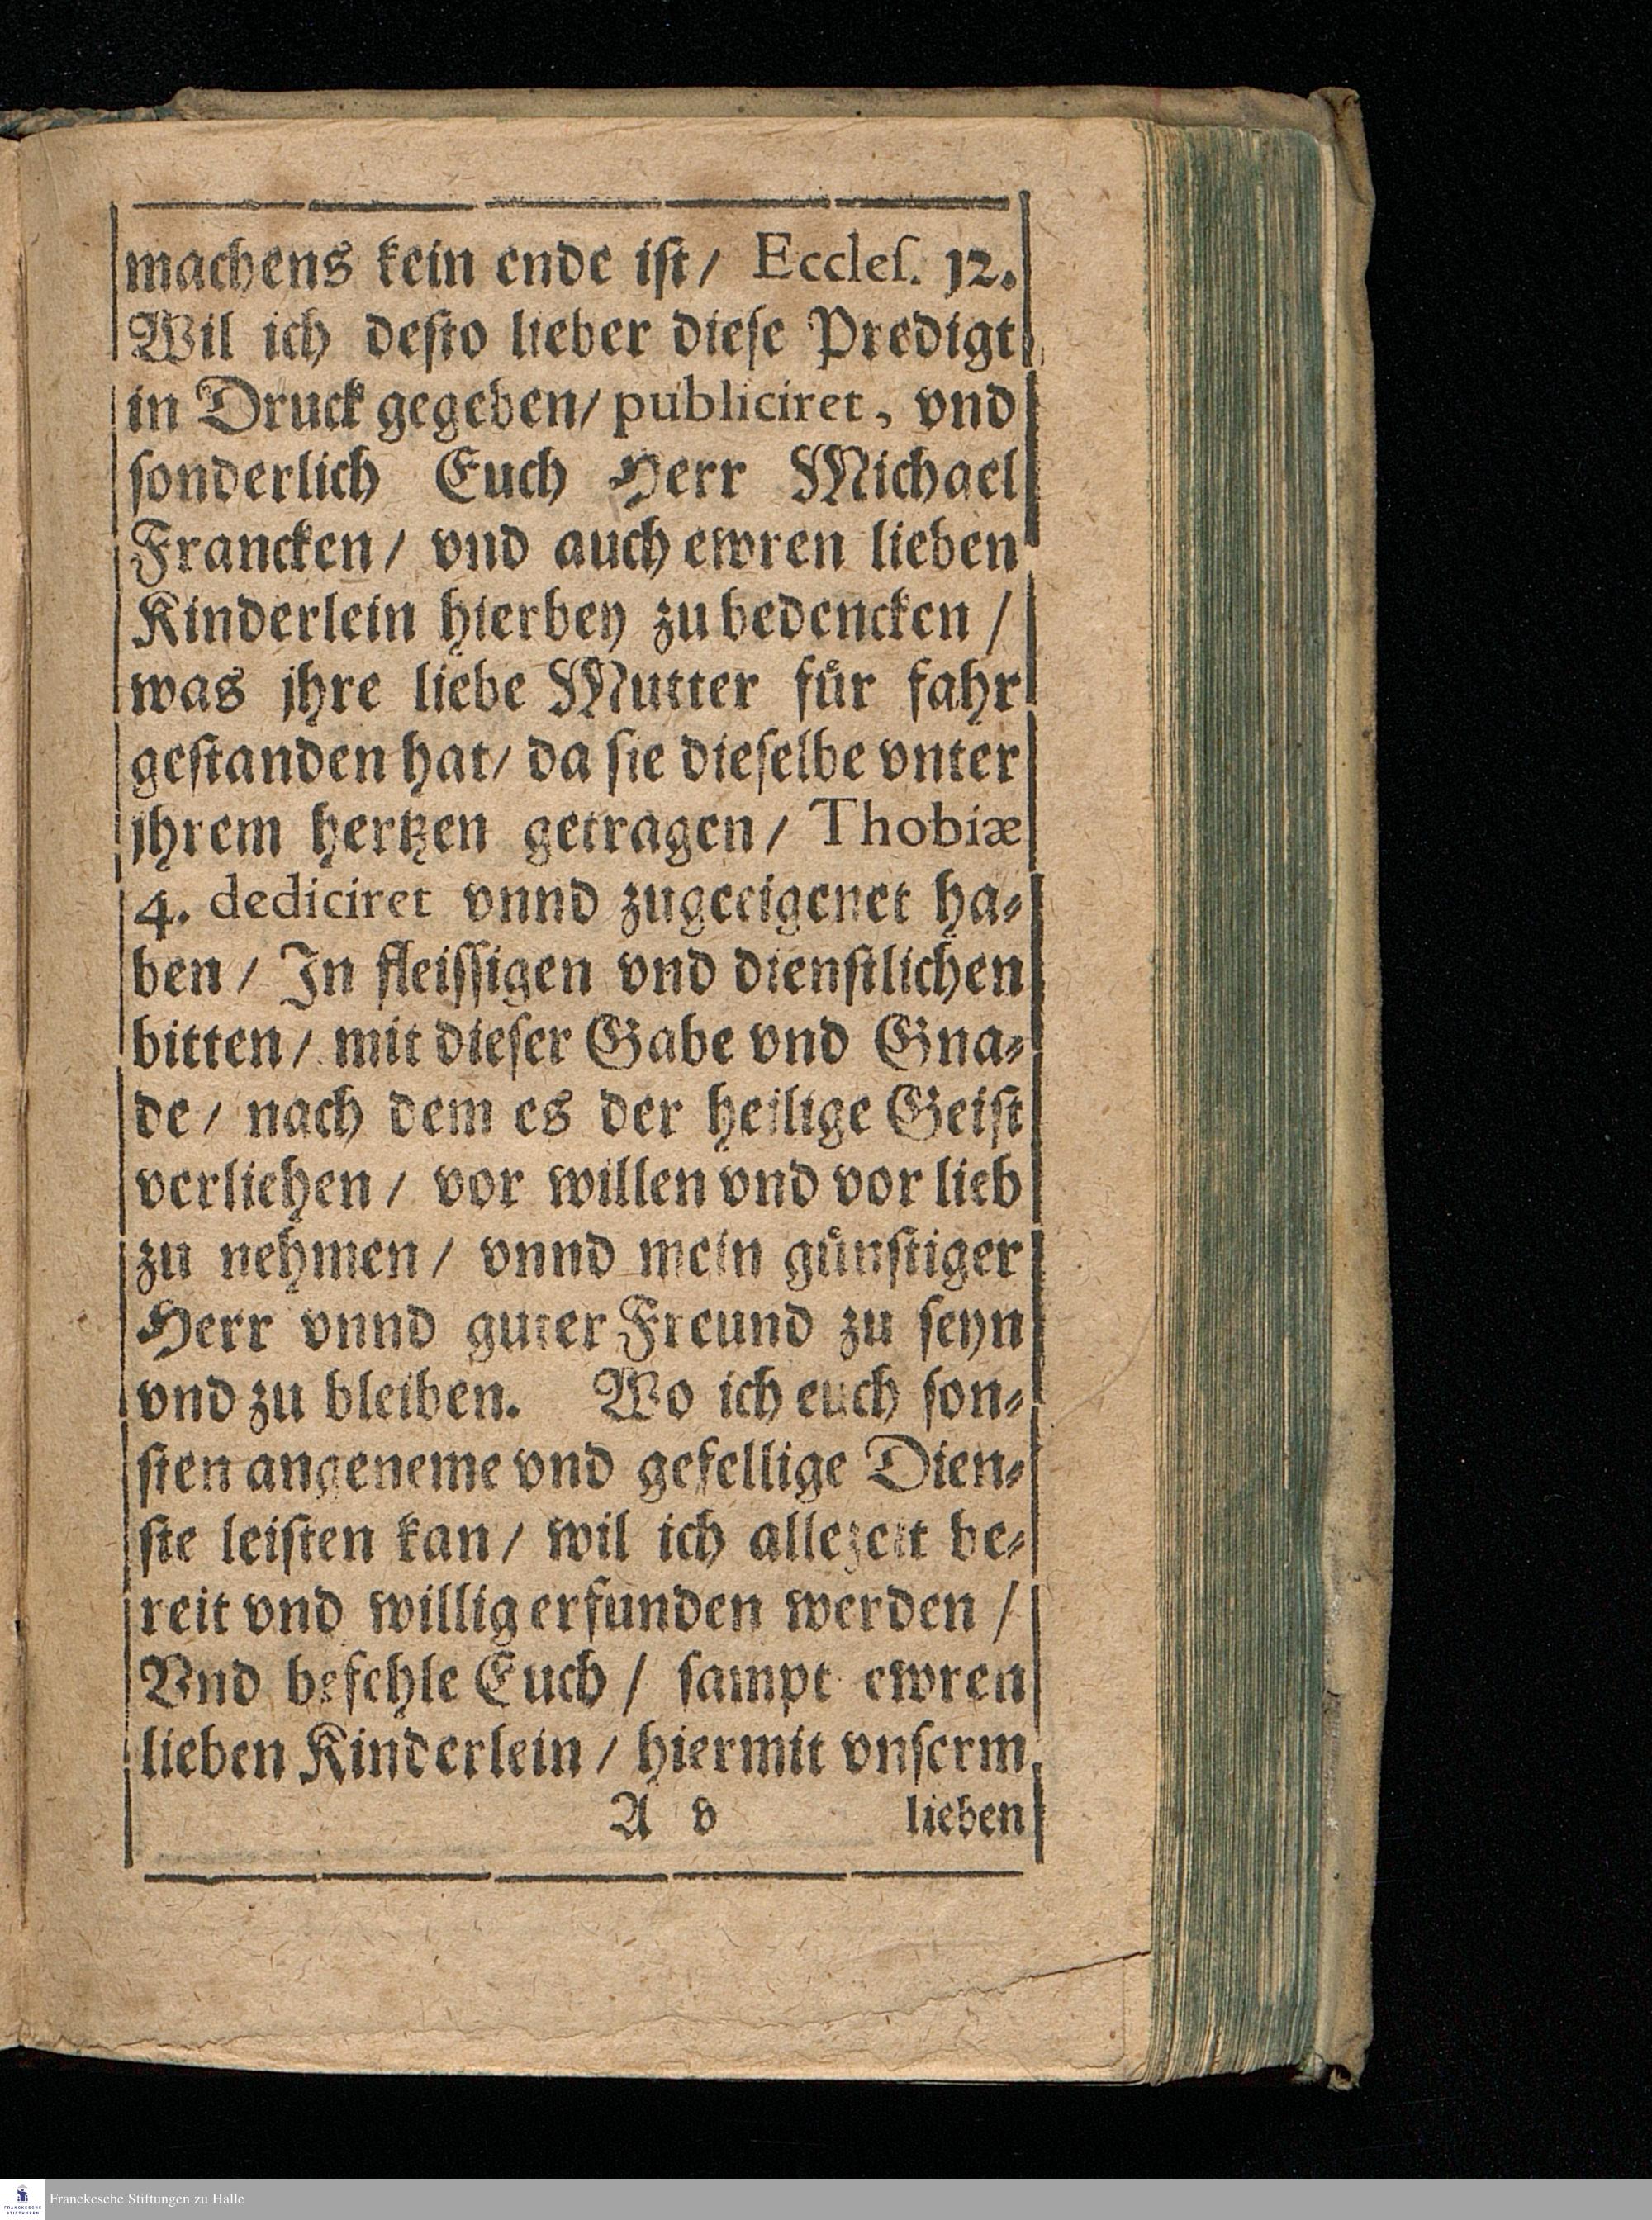 machens kein ende iſt/ Eccleſ. 12.
Wil ich deſto lieber dieſe Predigt
in Druck gegeben/ publiciret, vnd
ſonderlich Euch Herr Michael
Francken/ vnd auch ewren lieben
Kinderlein hierbey zu bedencken /
was jhre liebe Mutter fuͤr fahr
geſtanden hat/ da ſie dieſelbe vnter
jhrem hertzen getragen/ Thobiæ
4. dediciret vnnd zugeeigenet ha⸗
ben/ In fleiſſigen vnd dienſtlichen
bitten/ mit dieſer Gabe vnd Gna⸗
de/ nach dem es der heilige Geiſt
verliehen/ vor willen vnd vor lieb
zu nehmen/ vnnd mein guͤnſtiger
Herr vnnd guter Freund zu ſeyn
vnd zu bleiben. Wo ich euch ſon⸗
ſten angeneme vnd gefellige Dien⸗
ſte leiſten kan/ wil ich allezeit be⸗
reit vnd willig erfunden werden /
Vnd befehle Euch / ſampt ewren
lieben Kinderlein / hiermit vnſerm
A v lieben
FRANCKESCHE STIFTUNGEN
Franckesche Stiftungen zu Halle